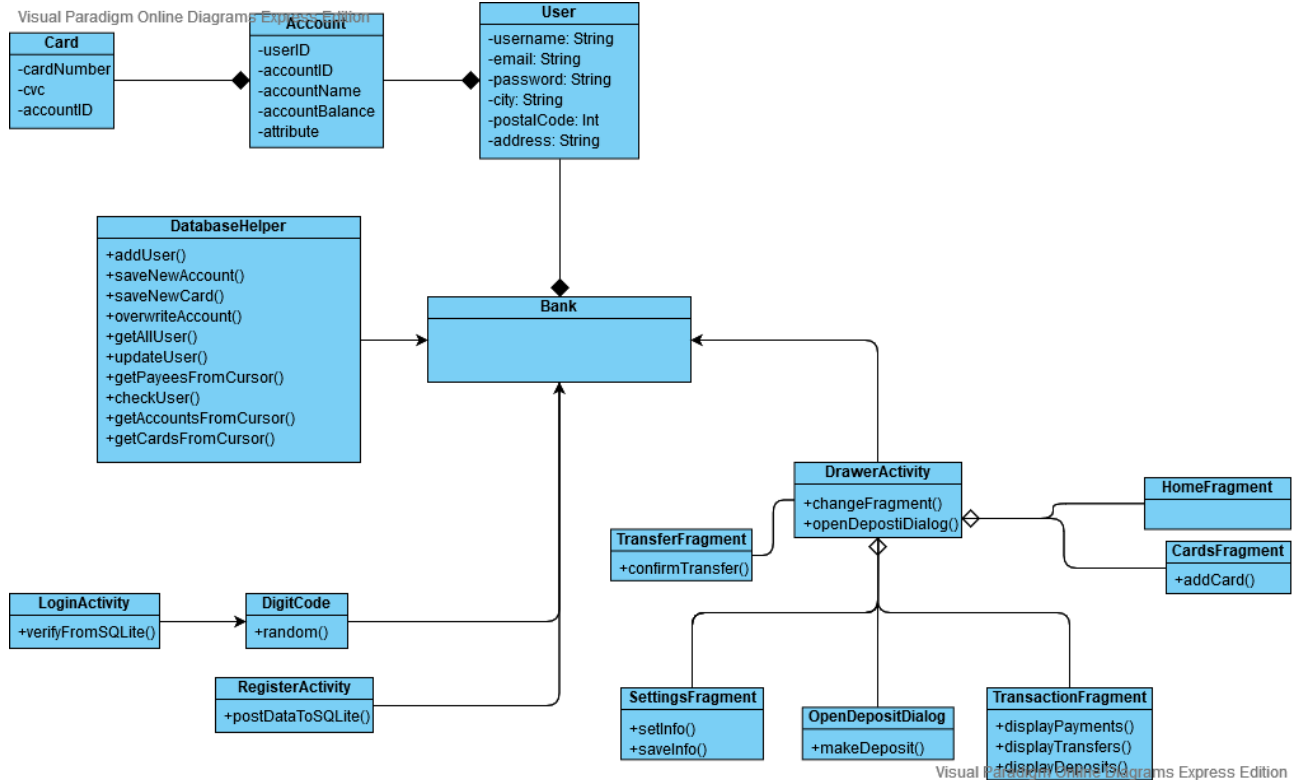 Visual Paradigm Online Diagrams Express Edition
Card
-cardNumber
-cvc
-accountID
Account
-userID
-accountID
-accountName
-accountBalance
-attribute
User
-username: String
-email: String
-password: String
-city: String
-postalCode: Int
-address: String
DatabaseHelper
+addUser()
+saveNewAccount()
+saveNewCard()
+overwriteAccount()
+getAllUser()
+updateUser()
+getPayeesFromCursor()
+checkUser()
+getAccountsFromCursor()
+getCardsFromCursor()
Bank
DrawerActivity
+changeFragment()
+openDepostiDialog()
HomeFragment
TransferFragment
+confirmTransfer()
CardsFragment
+addCard()
LoginActivity
+verifyFromSQLite()
DigitCode
+random()
RegisterActivity
+postDataToSQLite()
SettingsFragment
+setInfo()
+saveInfo()
OpenDepositDialog
+makeDeposit()
TransactionFragment
+displayPayments()
+displayTransfers()
+displayDeposits()
Visual Paradigm Online Diagrams Express Edition